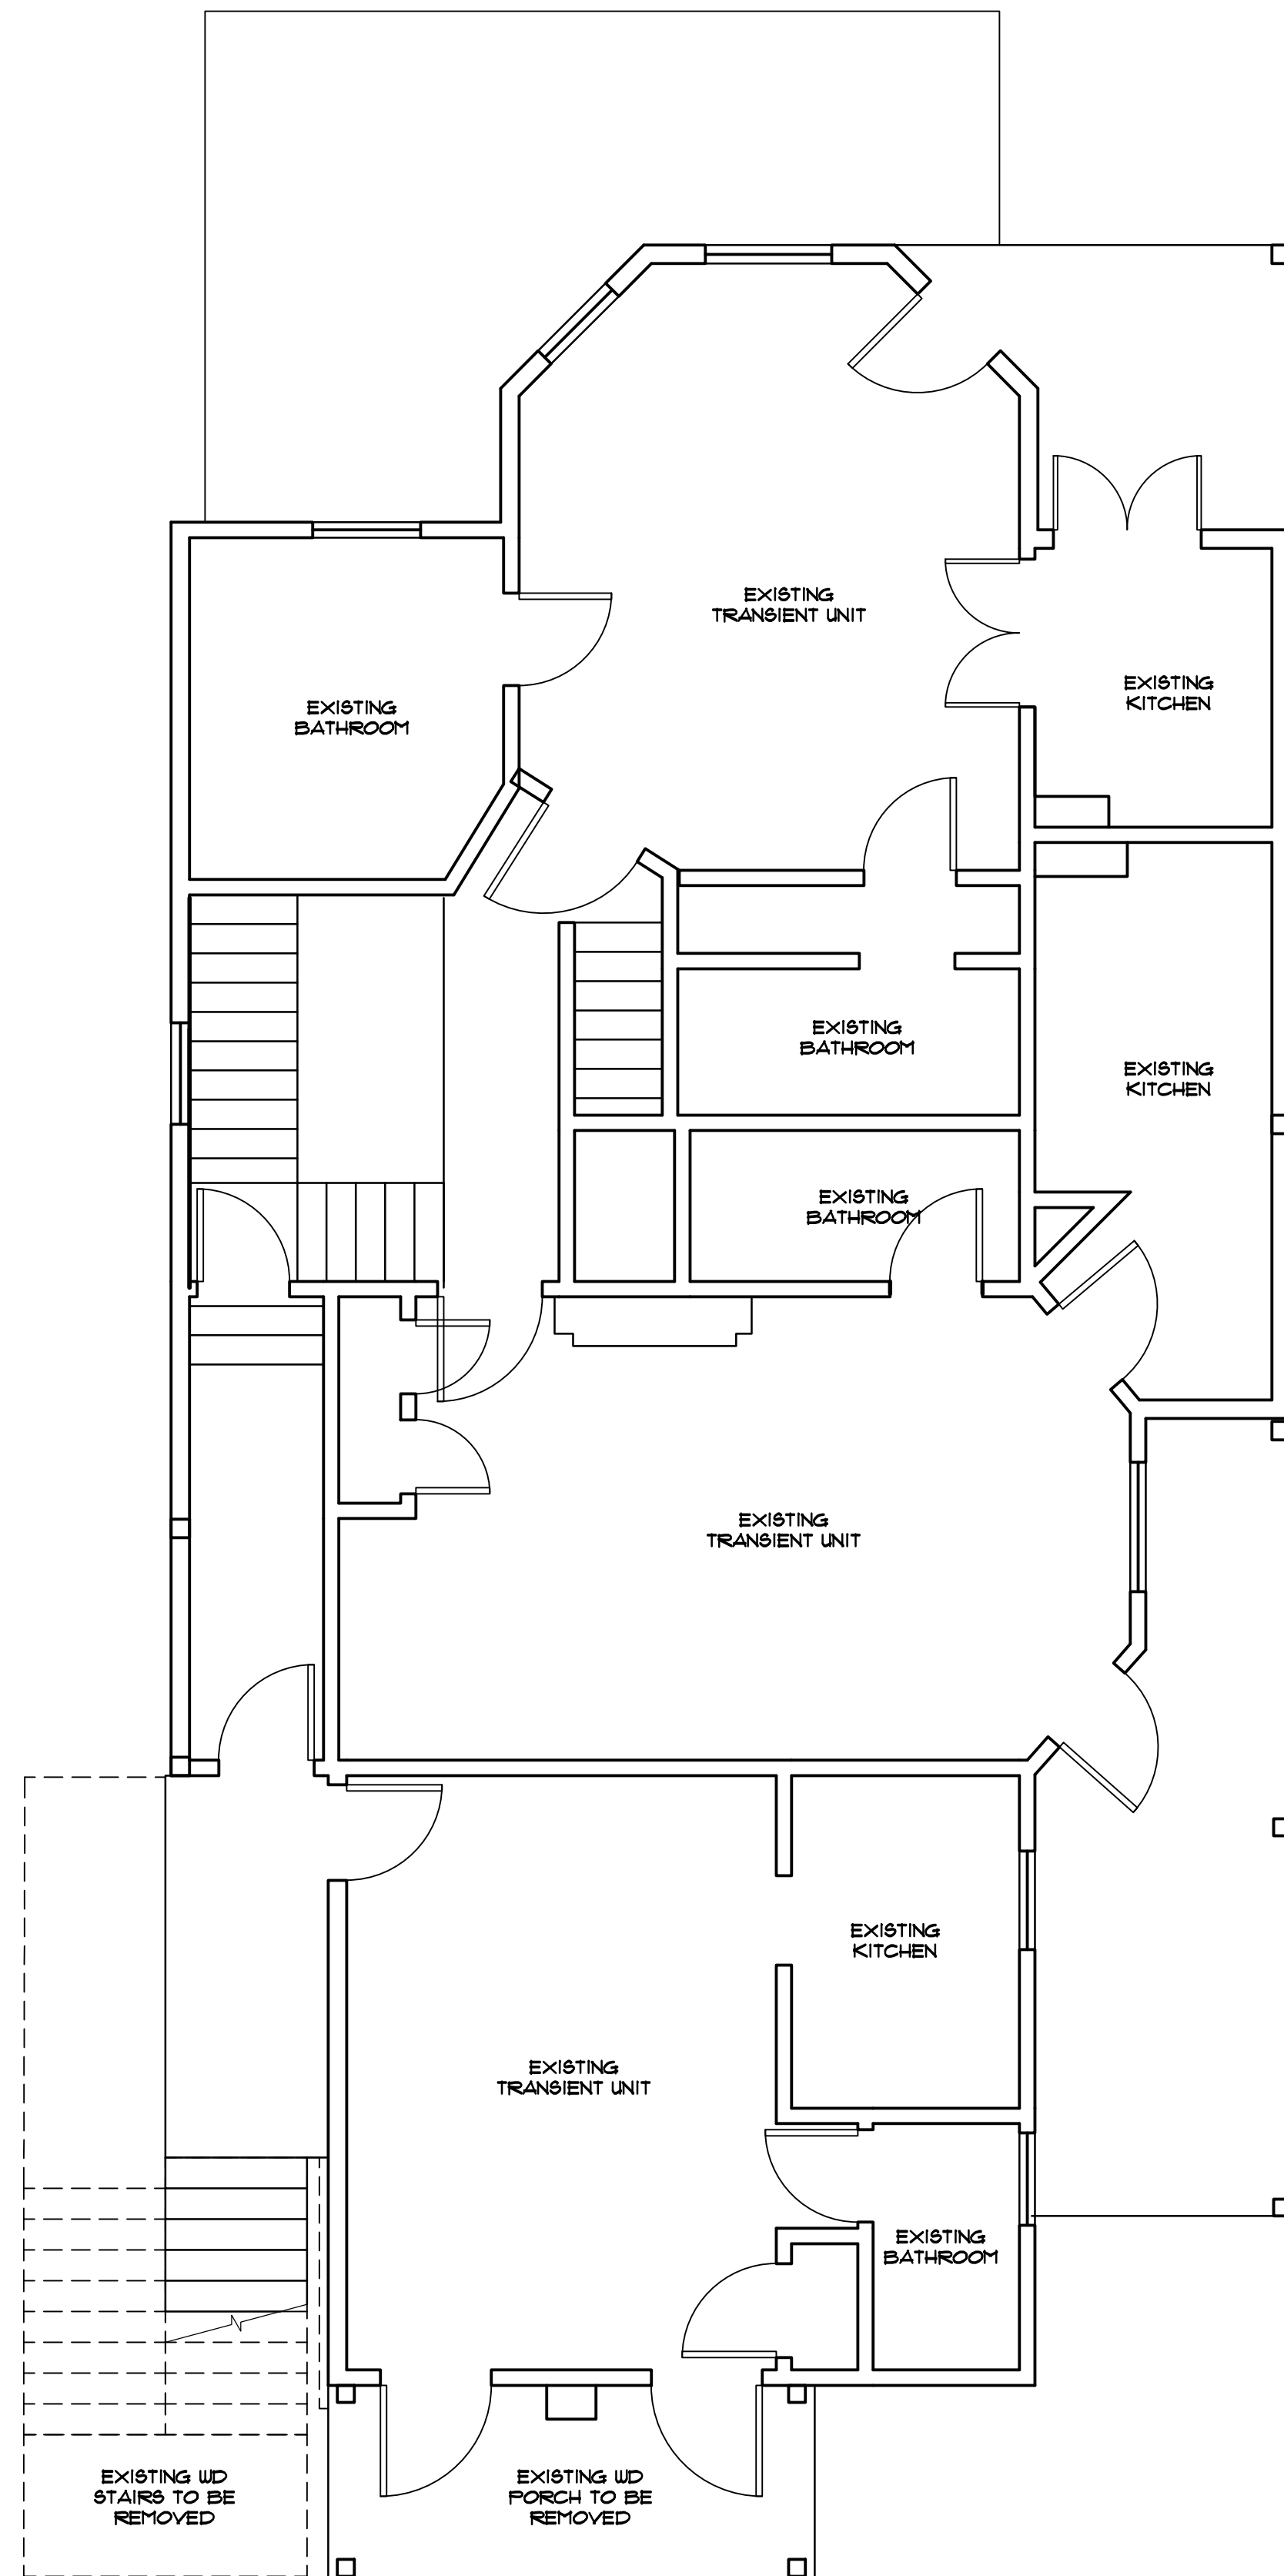 EXISTING
TRANSIENT UNIT
EXISTING
KITCHEN
EXISTING
BATHROOM
EXISTING
BATHROOM
EXISTING
KITCHEN
EXISTING
BATHROOM
EXISTING
TRANSIENT UNIT
EXISTING
KITCHEN
EXISTING
TRANSIENT UNIT
EXISTING
BATHROOM
EXISTING WD
STAIRS TO BE
REMOVED
EXISTING WD
PORCH TO BE
REMOVED